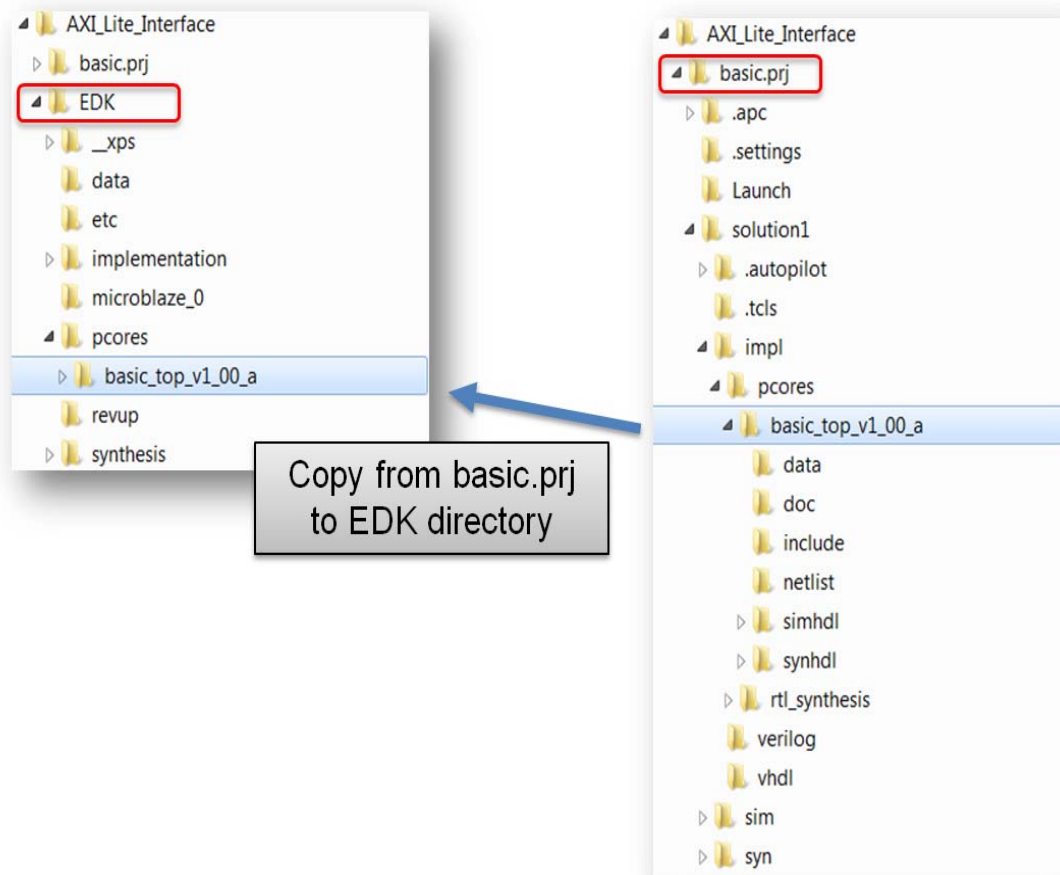 AXI_Lite_Interface
basic.prj
EDK
__xps
data
etc
implementation
microblaze_0
pcores
basic_top_v1_00_a
revup
synthesis
Copy from basic.prj
to EDK directory
AXI_Lite_Interface
basic.prj
.apc
.settings
Launch
solution1
.autopilot
.tcls
impl
pcores
basic_top_v1_00_a
data
doc
include
netlist
simhdl
synhdl
rtl_synthesis
verilog
vhdl
sim
syn